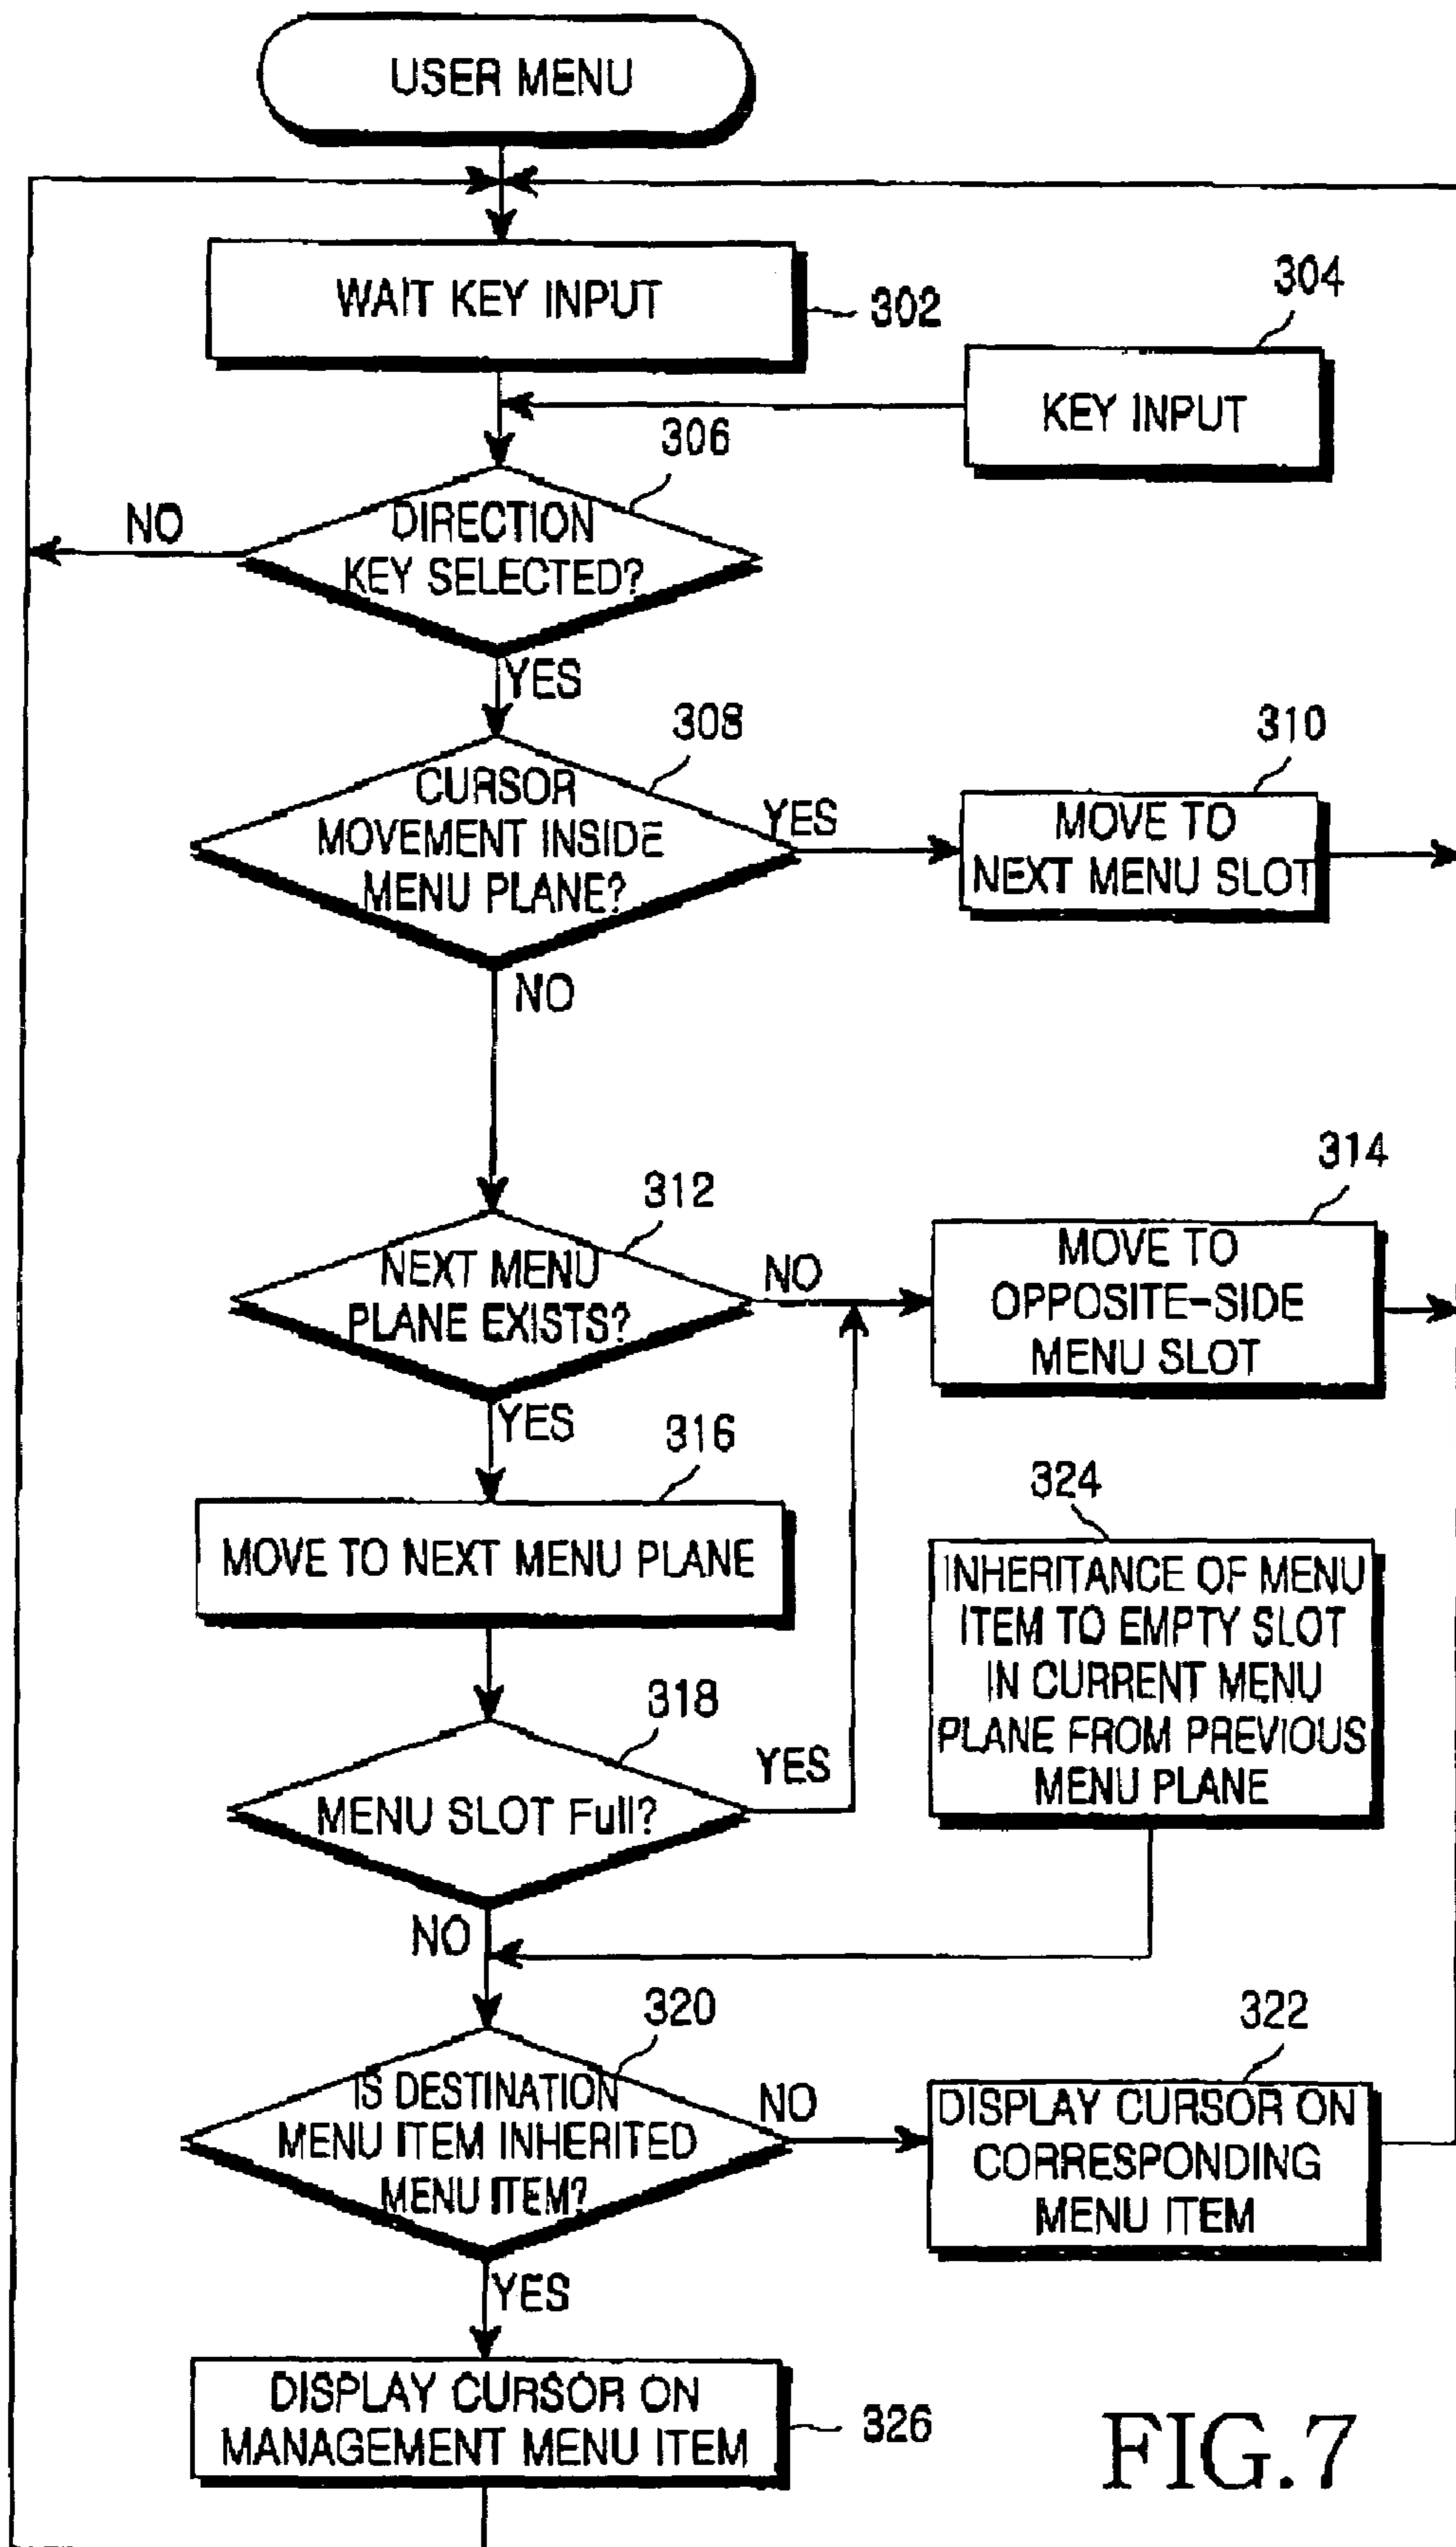 USER MENU
WAIT KEY INPUT
302
304
KEY INPUT
306
DIRECTION
KEY SELECTED?
NO
YES
308
CURSOR
MOVEMENT INSIDE
MENU PLANE?
YES
310
MOVE TO
NEXT MENU SLOT
NO
312
NEXT MENU
PLANE EXISTS?
NO
314
MOVE TO
OPPOSITE-SIDE
MENU SLOT
YES
316
MOVE TO NEXT MENU PLANE
324
INHERITANCE OF MENU
ITEM TO EMPTY SLOT
IN CURRENT MENU
PLANE FROM PREVIOUS
MENU PLANE
318
MENU SLOT Full?
YES
NO
320
IS DESTINATION
MENU ITEM INHERITED
MENU ITEM?
NO
322
DISPLAY CURSOR ON
CORRESPONDING
MENU ITEM
YES
DISPLAY CURSOR ON
MANAGEMENT MENU ITEM
326
FIG.7